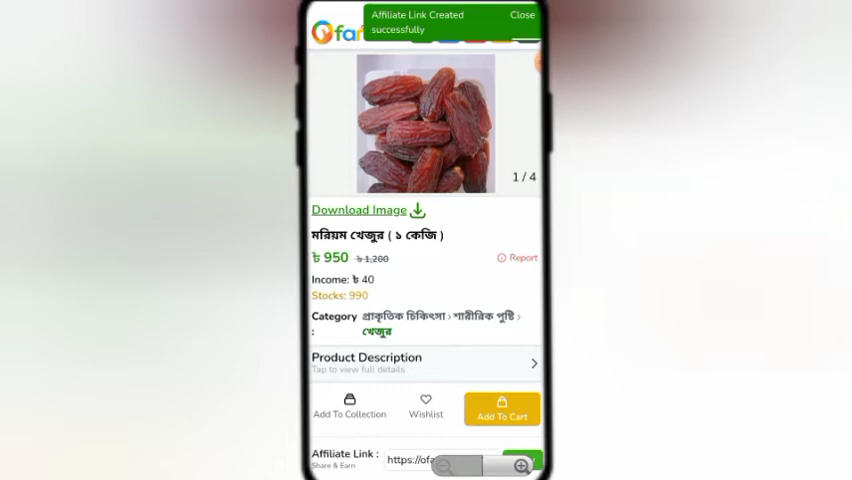 Affiliate Link Created
successfully
Close
1 / 4
Download Image
মরিয়ম খেজুর ( ১ কেজি )
৳ 950 ৳ 1,200
Report
Income: ৳ 40
Stocks: 990
Category : প্রাকৃতিক চিকিৎসা › শারীরিক পুষ্টি ›
খেজুর
Product Description
Tap to view full details
Add To Collection
Wishlist
Add To Cart
Affiliate Link :
Share & Earn